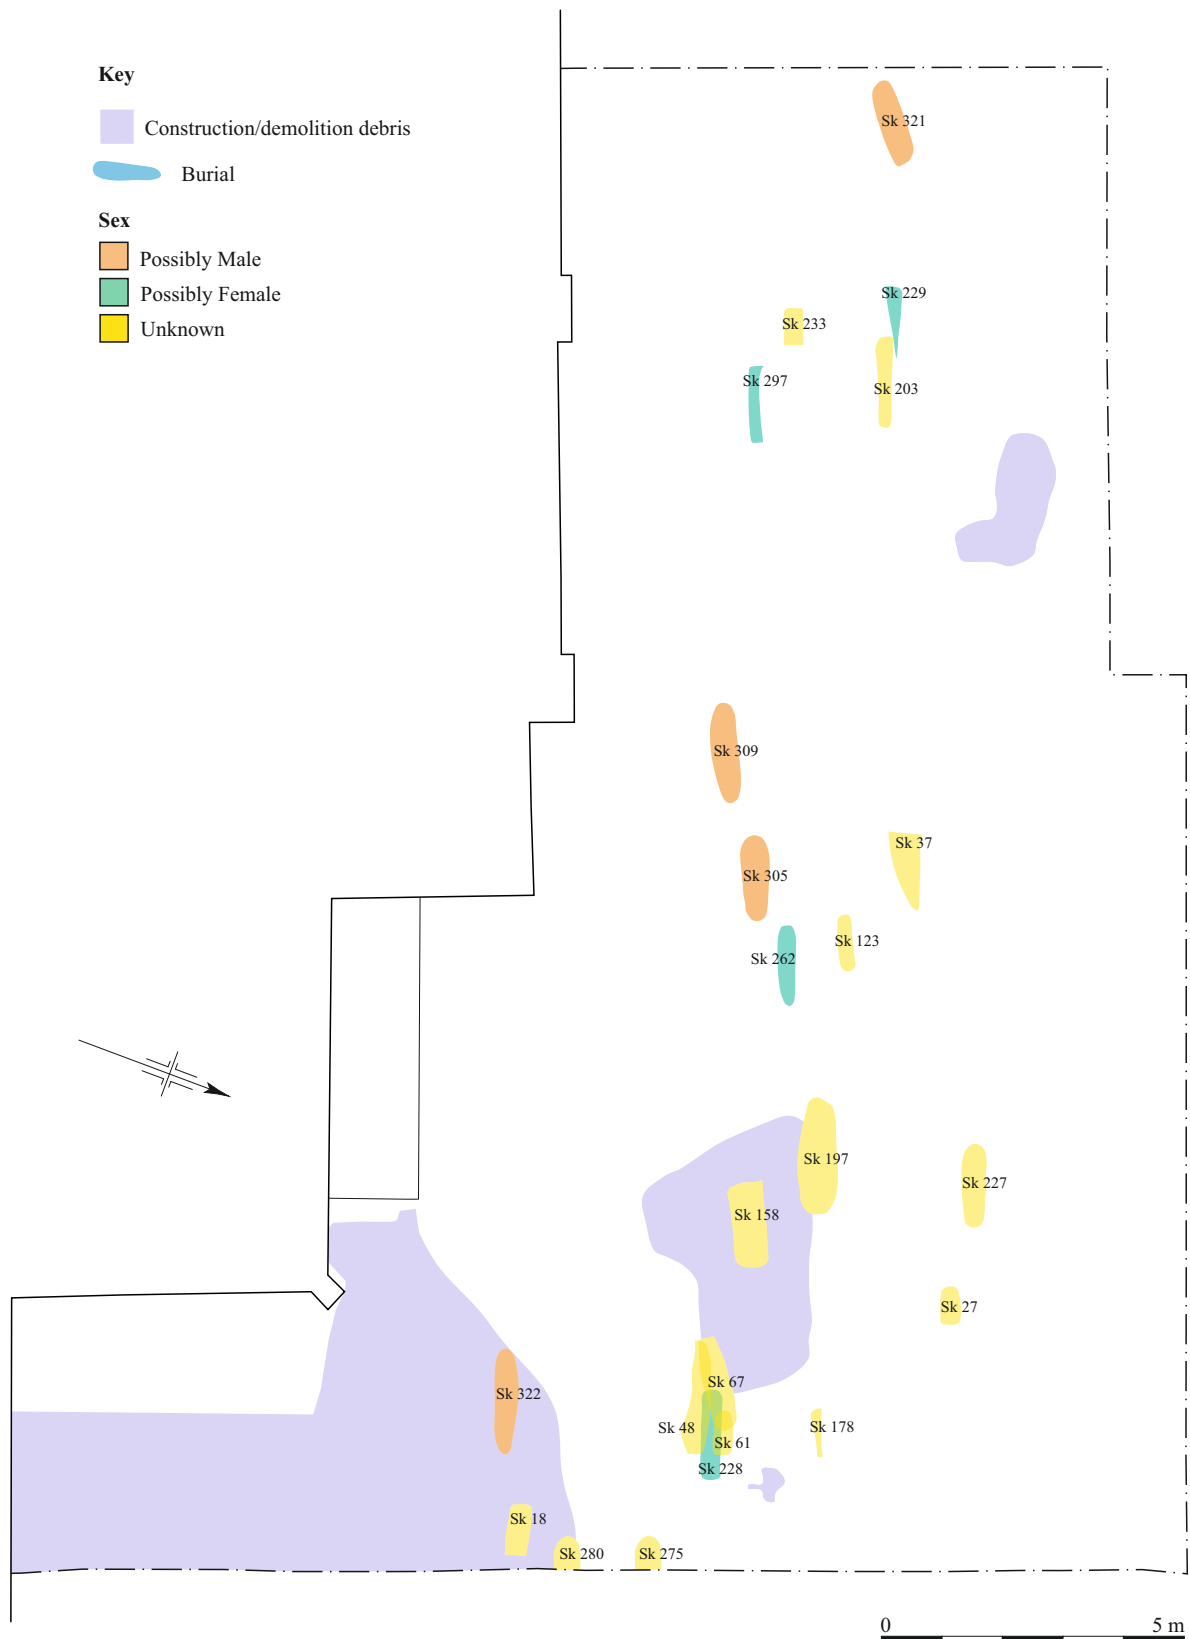 Key
Construction/demolition debris
Burial
Sex
Possibly Male
Possibly Female
Unknown
Sk 321
Sk 229
Sk 233
Sk 297
Sk 203
Sk 309
Sk 37
Sk 305
Sk 123
Sk 262
Sk 197
Sk 227
Sk 158
Sk 27
Sk 67
Sk 322
Sk 48
Sk 178
Sk 61
Sk 228
Sk 18
Sk 280
Sk 275
0 5 m